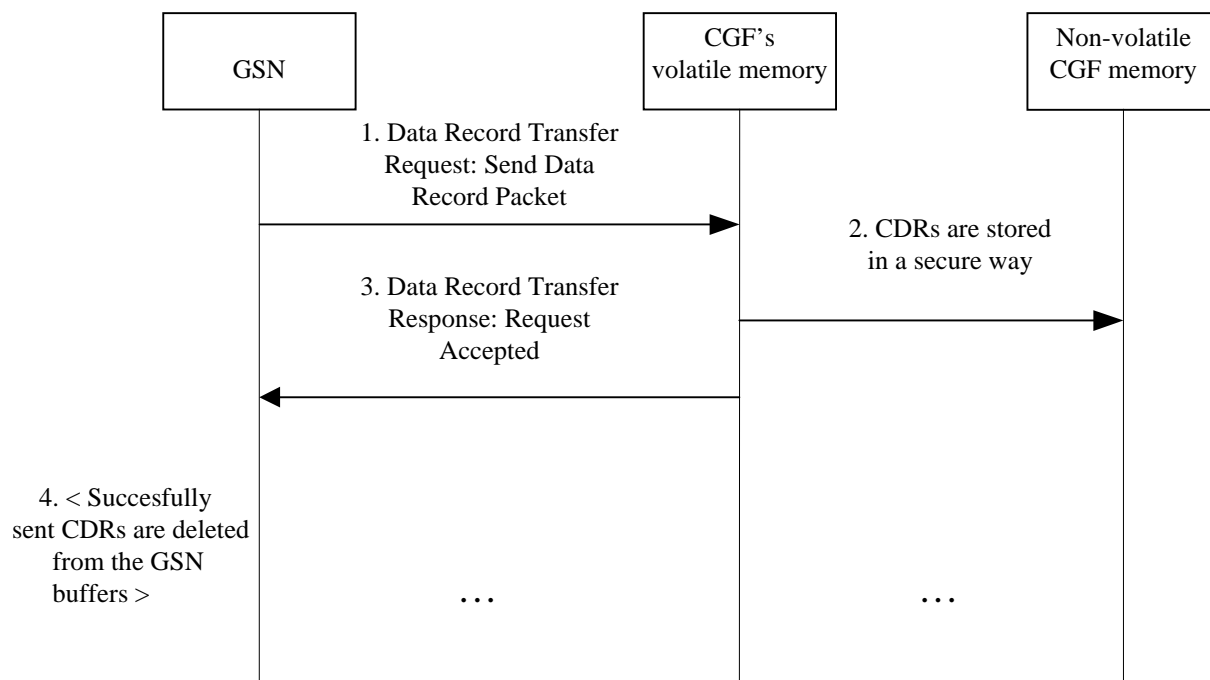 GSN
CGF’s
volatile memory
Non-volatile
CGF memory
1. Data Record Transfer
Request: Send Data
Record Packet
2. CDRs are stored
in a secure way
3. Data Record Transfer
Response: Request
Accepted
4. < Succesfully
sent CDRs are deleted
from the GSN
buffers >
…
…